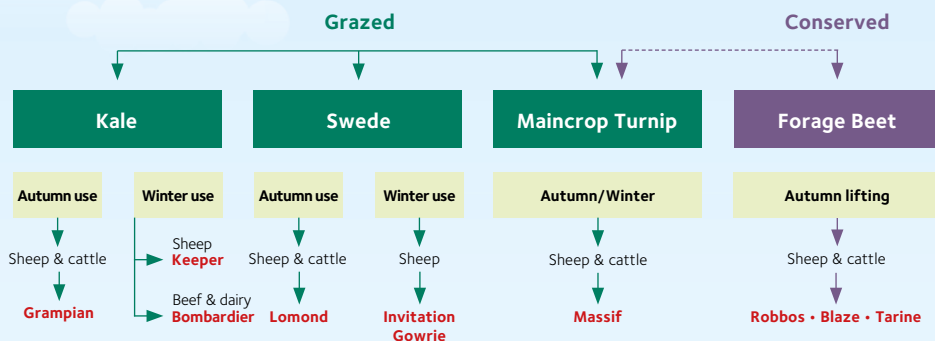 Grazed
Conserved
Kale
Swede
Maincrop Turnip
Forage Beet
Autumn use
Winter use
Autumn use
Winter use
Autumn/Winter
Autumn lifting
Sheep & cattle
Sheep
Keeper
Sheep & cattle
Sheep
Sheep & cattle
Sheep & cattle
Grampian
Beef & dairy
Bombardier
Lomond
Invitation
Gowrie
Massif
Robbos • Blaze • Tarine